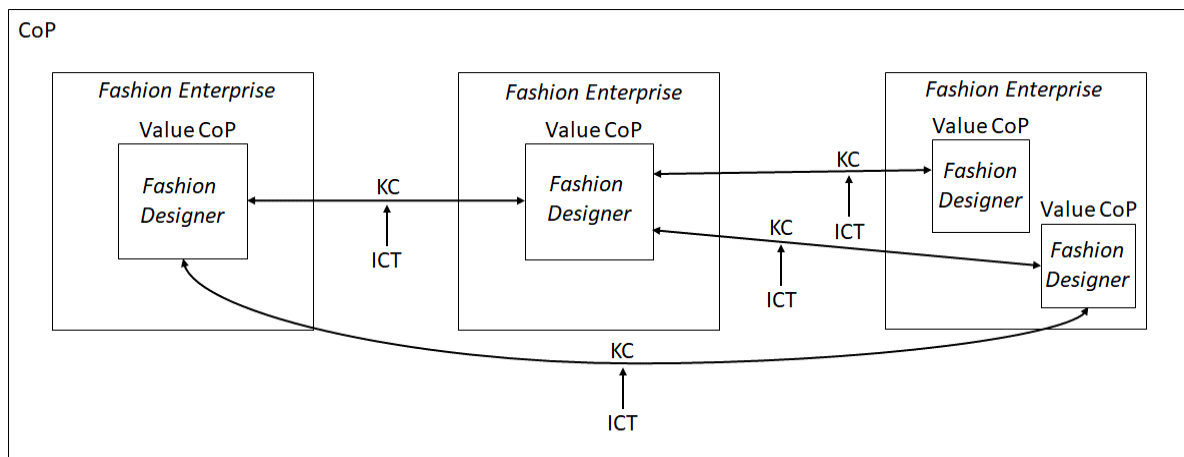 CoP
Fashion Enterprise
Value CoP
Fashion
Designer
KC
ICT
Fashion Enterprise
Value CoP
Fashion
Designer
KC
ICT
KC
ICT
Fashion Enterprise
Value CoP
Fashion
Designer
Value CoP
Fashion
Designer
KC
ICT